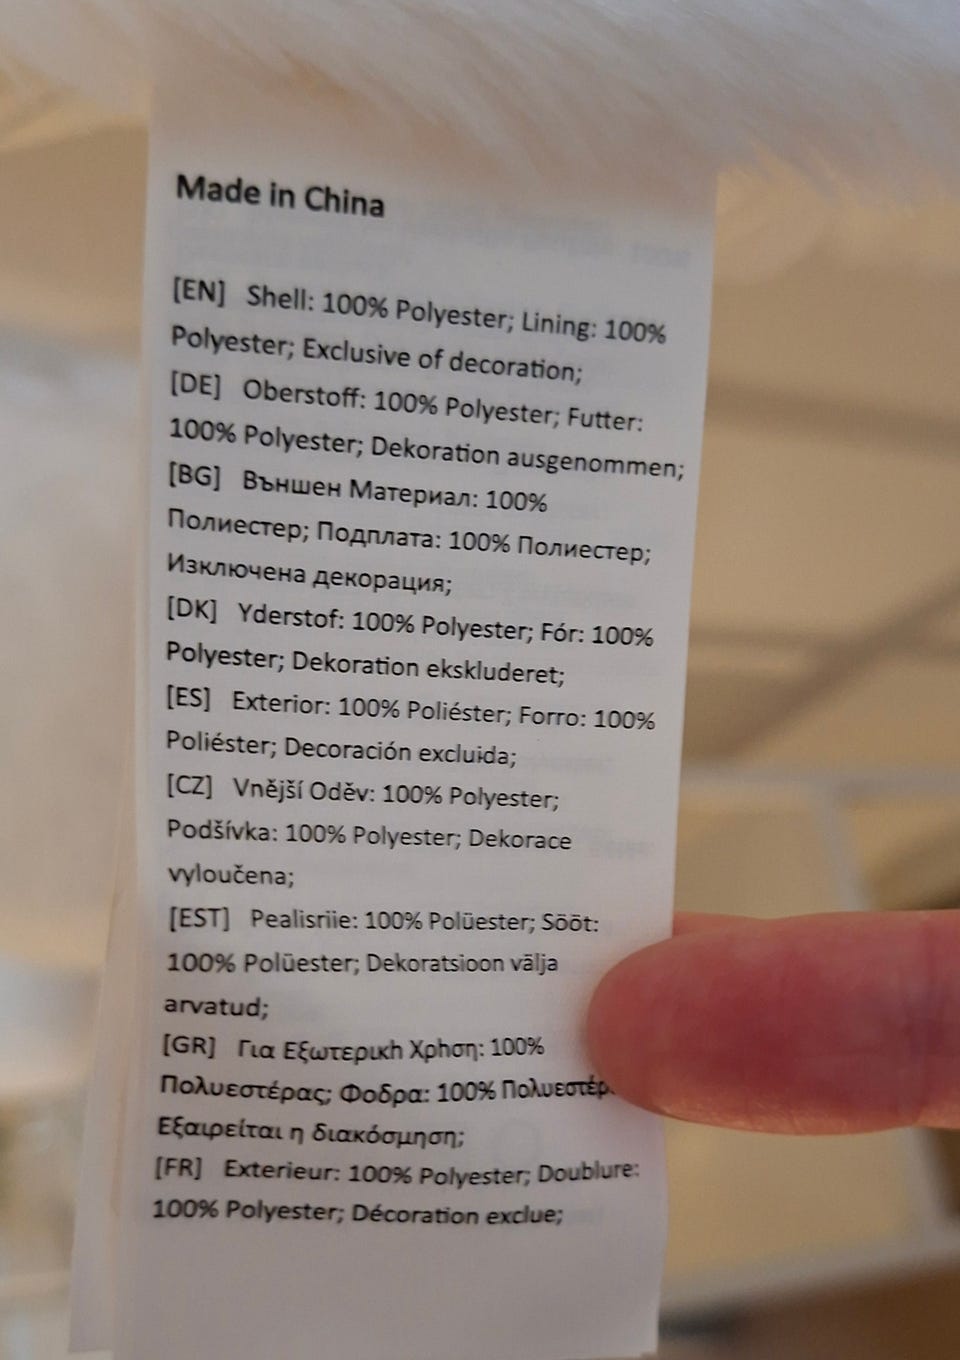 Made in China
[EN] Shell: 100% Polyester; Lining: 100%
Polyester; Exclusive of decoration;
[DE] Oberstoff: 100% Polyester; Futter:
100% Polyester; Dekoration ausgenommen;
[BG] Външен Материал: 100%
Полиестер; Подплата: 100% Полиестер;
Изключена декорация;
[DK] Yderstof: 100% Polyester; Fór: 100%
Polyester; Dekoration ekskluderet;
[ES] Exterior: 100% Poliéster; Forro: 100%
Poliéster; Decoración excluida;
[CZ] Vnější Oděv: 100% Polyester;
Podšívka: 100% Polyester; Dekorace
vyloučena;
[EST] Pealisriie: 100% Polüester; Sööt:
100% Polüester; Dekoratsioon välja
arvatud;
[GR] Για Εξωτερικh Χρhση: 100%
Πολυεστέρας; Φοδρα: 100%
Εξαιρείται η διακόσμηση;
[FR] Exterieur: 100% Polyester; Doublure:
100% Polyester; Décoration exclue;